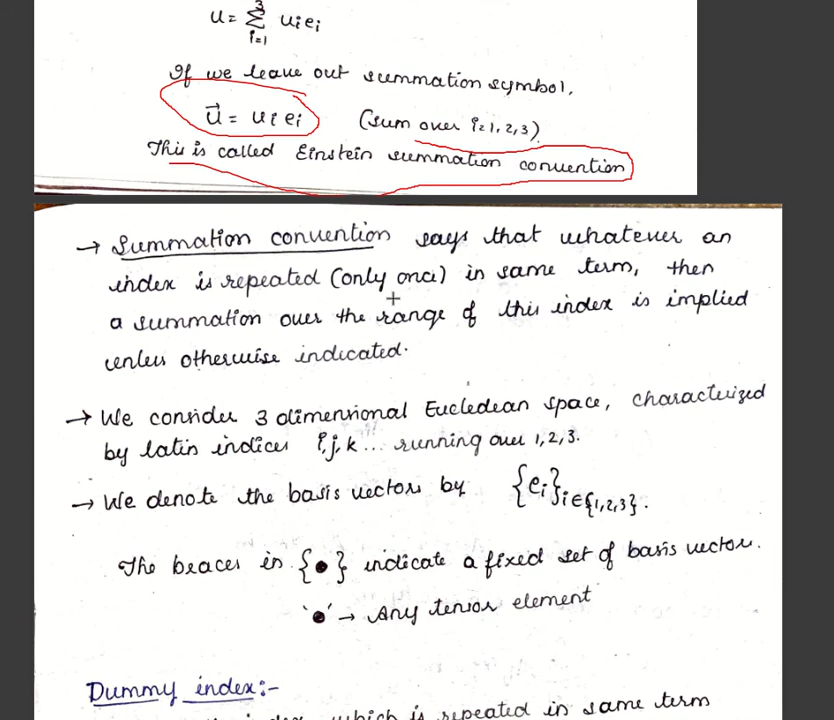 u = 3 Σ i=1 uᵢeᵢ
If we leave out summation symbol,
u⃗ = uᵢ eᵢ (sum over i=1,2,3).
This is called Einstein summation convention
→ Summation convention says that whatever an
index is repeated (only once) in same term, then
a summation over the range of this index is implied
unless otherwise indicated.
→ We consider 3 dimensional Eucledean space, characterized
by latin indices i,j,k... running over 1,2,3.
→ We denote the basis vectors by {eᵢ}i∈{1,2,3}.
The braces in {●} indicate a fixed set of basis vector.
'●' → Any tensor element
Dummy index:-
which is repeated in same term